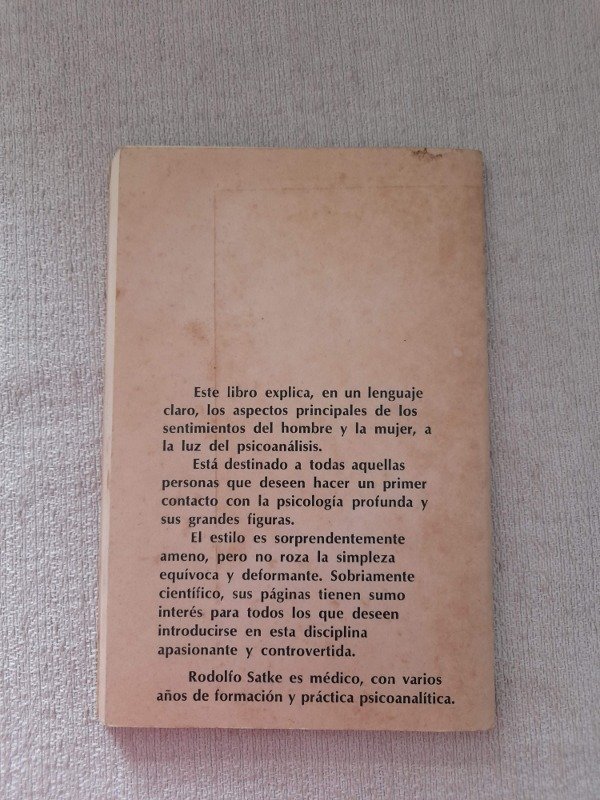 Este libro explica, en un lenguaje
claro, los aspectos principales de los
sentimientos del hombre y la mujer, a
la luz del psicoanálisis.
Está destinado a todas aquellas
personas que deseen hacer un primer
contacto con la psicología profunda y
sus grandes figuras.
El estilo es sorprendentemente
ameno, pero no roza la simpleza
equívoca y deformante. Sobriamente
científico, sus páginas tienen sumo
interés para todos los que deseen
introducirse en esta disciplina
apasionante y controvertida.
Rodolfo Satke es médico, con varios
años de formación y práctica psicoanalítica.